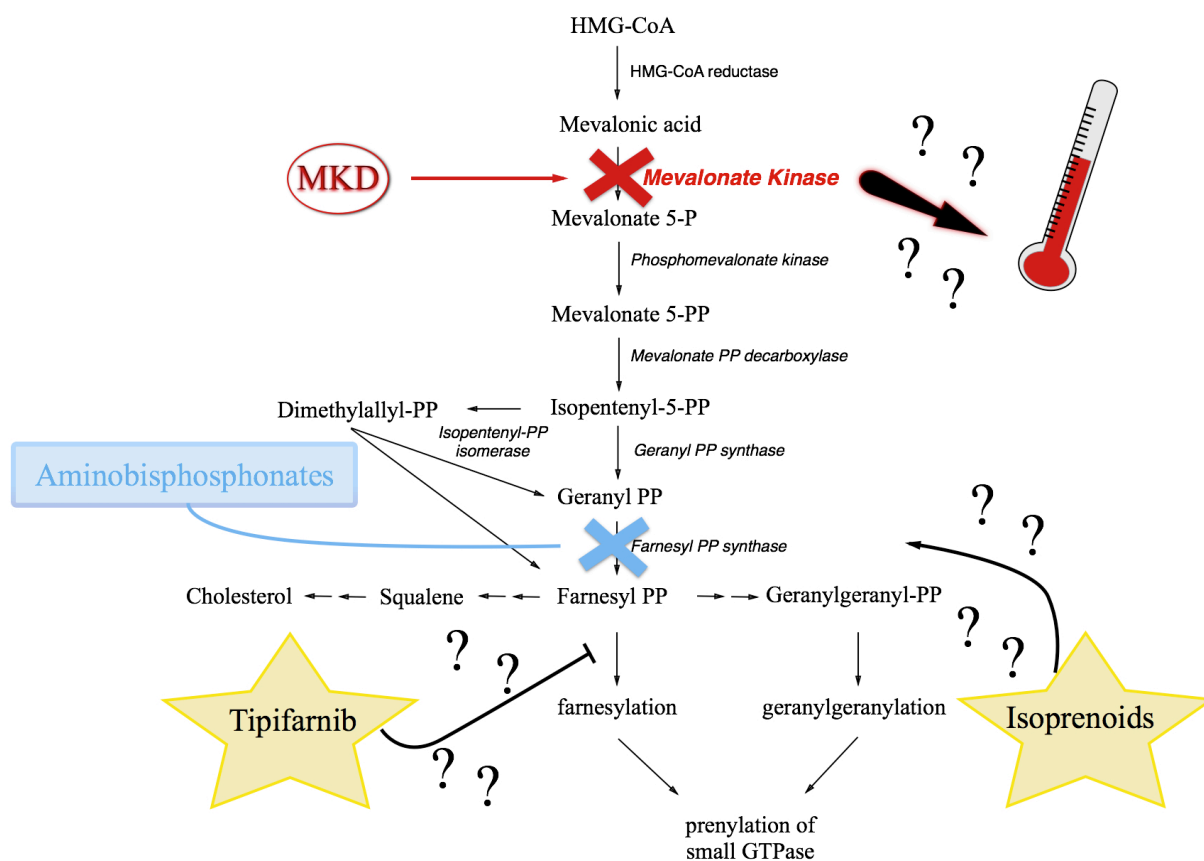 HMG-CoA
HMG-CoA reductase
Mevalonic acid
MKD
Mevalonate Kinase
?
?
?
?
Mevalonate 5-P
Phosphomevalonate kinase
Mevalonate 5-PP
Mevalonate PP decarboxylase
Dimethylallyl-PP
Isopentenyl-5-PP
Isopentenyl-PP
isomerase
Geranyl PP synthase
Aminobisphosphonates
Geranyl PP
?
?
Farnesyl PP synthase
Cholesterol
Squalene
Farnesyl PP
Geranylgeranyl-PP
?
?
?
?
Tipifarnib
farnesylation
geranylgeranylation
Isoprenoids
?
?
prenylation of
small GTPase